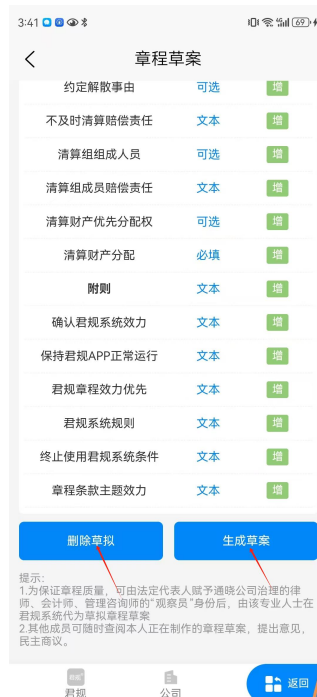 3:41
69
章程草案
约定解散事由 可选 增
不及时清算赔偿责任 文本 增
清算组组成人员 可选 增
清算组成员赔偿责任 文本 增
清算财产优先分配权 可选 增
清算财产分配 必填 增
附则 文本 增
确认君规系统效力 文本 增
保持君规APP正常运行 文本 增
君规章程效力优先 文本 增
君规系统规则 文本 增
终止使用君规系统条件 文本 增
章程条款主题效力 文本 增
删除草拟 生成草案
提示:
1.为保证章程质量，可由法定代表人赋予通晓公司治理的律
师、会计师、管理咨询师的“观察员”身份后，由该专业人士在
君规系统代为草拟章程草案
2.其他成员可随时查阅本人正在制作的章程草案，提出意见，
民主商议。
君规 公司 返回